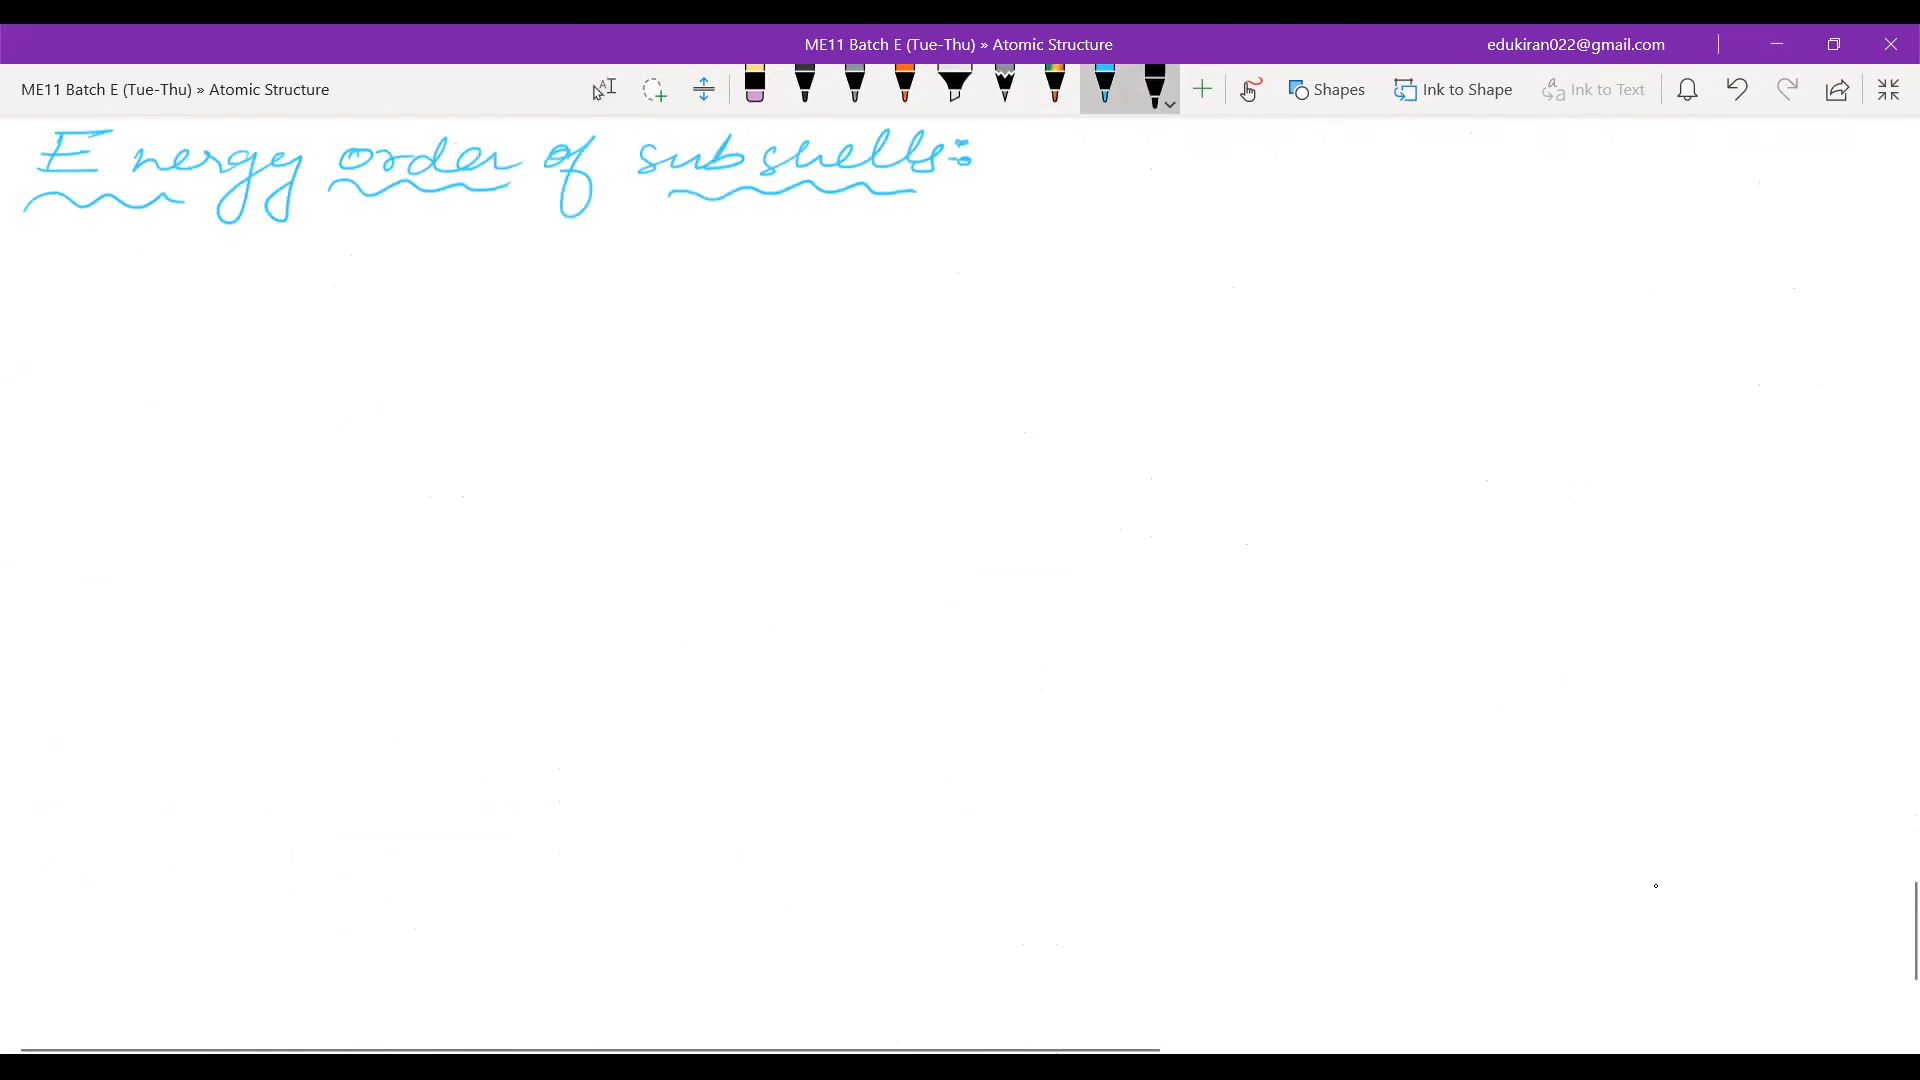 ME11 Batch E (Tue-Thu) » Atomic Structure
edukiran022@gmail.com
ME11 Batch E (Tue-Thu) » Atomic Structure
Shapes
Ink to Shape
Ink to Text
Energy order of subshells: